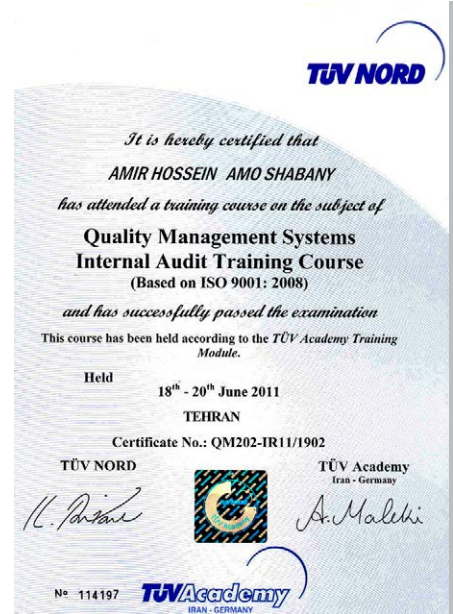 TÜV NORD
It is hereby certified that
AMIR HOSSEIN AMO SHABANY
has attended a training course on the subject of
Quality Management Systems
Internal Audit Training Course
(Based on ISO 9001: 2008)
and has successfully passed the examination
This course has been held according to the TÜV Academy Training
Module.
Held
18th - 20th June 2011
TEHRAN
Certificate No.: QM202-IR11/1902
TÜV NORD
TÜV Academy
Iran - Germany
A. Maleki
TÜV Academy
Nº 114197
TÜVAcademy
IRAN - GERMANY